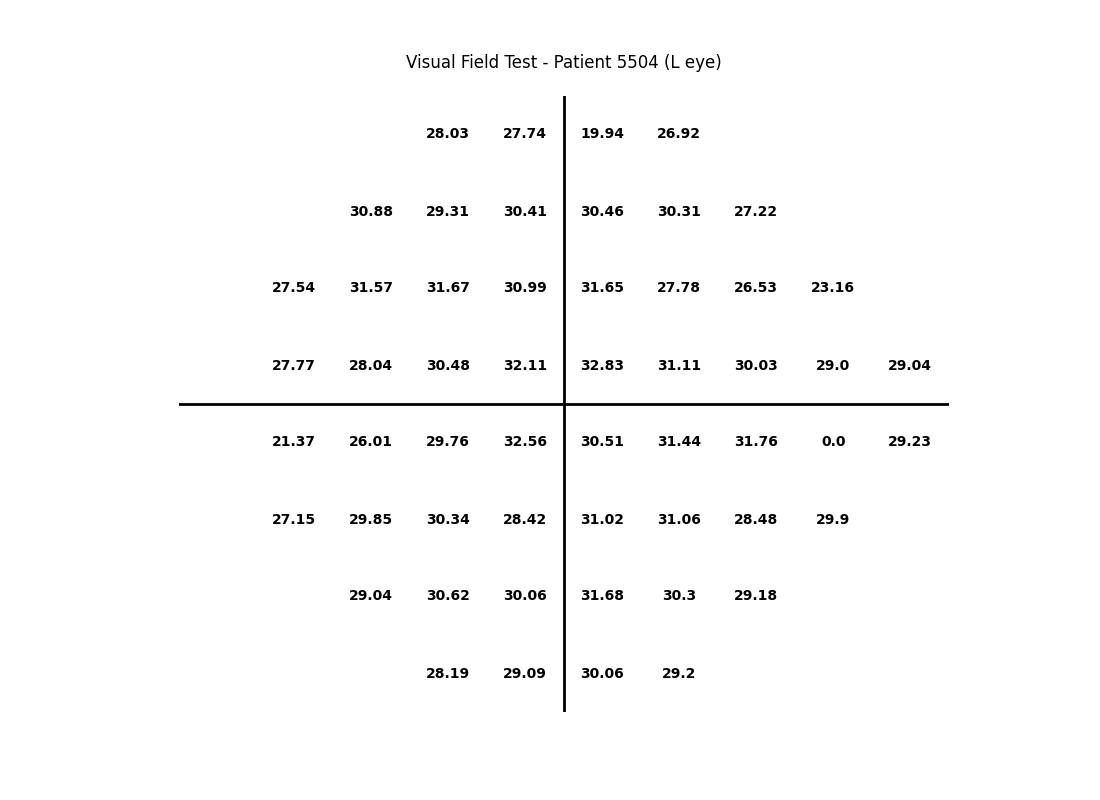 Visual Field Test - Patient 5504 (L eye)
28.03 27.74 19.94 26.92
30.88 29.31 30.41 30.46 30.31 27.22
27.54 31.57 31.67 30.99 31.65 27.78 26.53 23.16
27.77 28.04 30.48 32.11 32.83 31.11 30.03 29.0 29.04
21.37 26.01 29.76 32.56 30.51 31.44 31.76 0.0 29.23
27.15 29.85 30.34 28.42 31.02 31.06 28.48 29.9
29.04 30.62 30.06 31.68 30.3 29.18
28.19 29.09 30.06 29.2